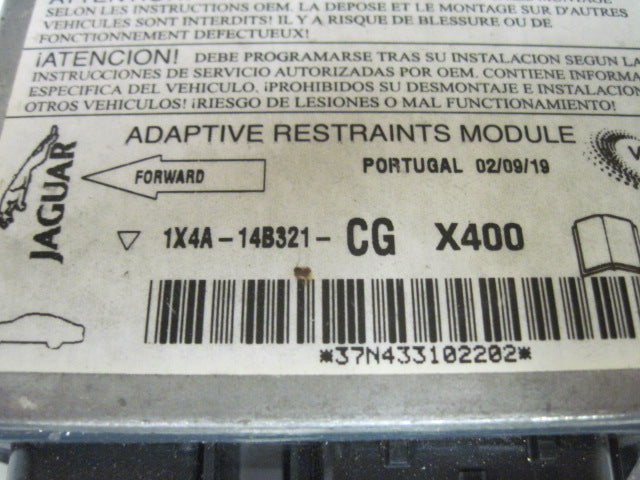 SELON LES INSTRUCTIONS OEM. LA DEPOSE ET LE MONTAGE SUR D'AUTRES
VEHICULES SONT INTERDITS! IL Y A RISQUE DE BLESSURE OU DE
FONCTIONNEMENT DEFECTUEUX!
¡ATENCION! DEBE PROGRAMARSE TRAS SU INSTALACION SEGUN LA
INSTRUCCIONES DE SERVICIO AUTORIZADAS POR OEM. CONTIENE INFORMA
ESPECIFICA DEL VEHICULO. ¡PROHIBIDOS SU DESMONTAJE E INSTALACION
OTROS VEHICULOS! ¡RIESGO DE LESIONES O MAL FUNCTIONAMIENTO!
ADAPTIVE RESTRAINTS MODULE
JAGUAR
FORWARD
PORTUGAL 02/09/19
V
1X4A-14B321-CG X400
*37N433102202*